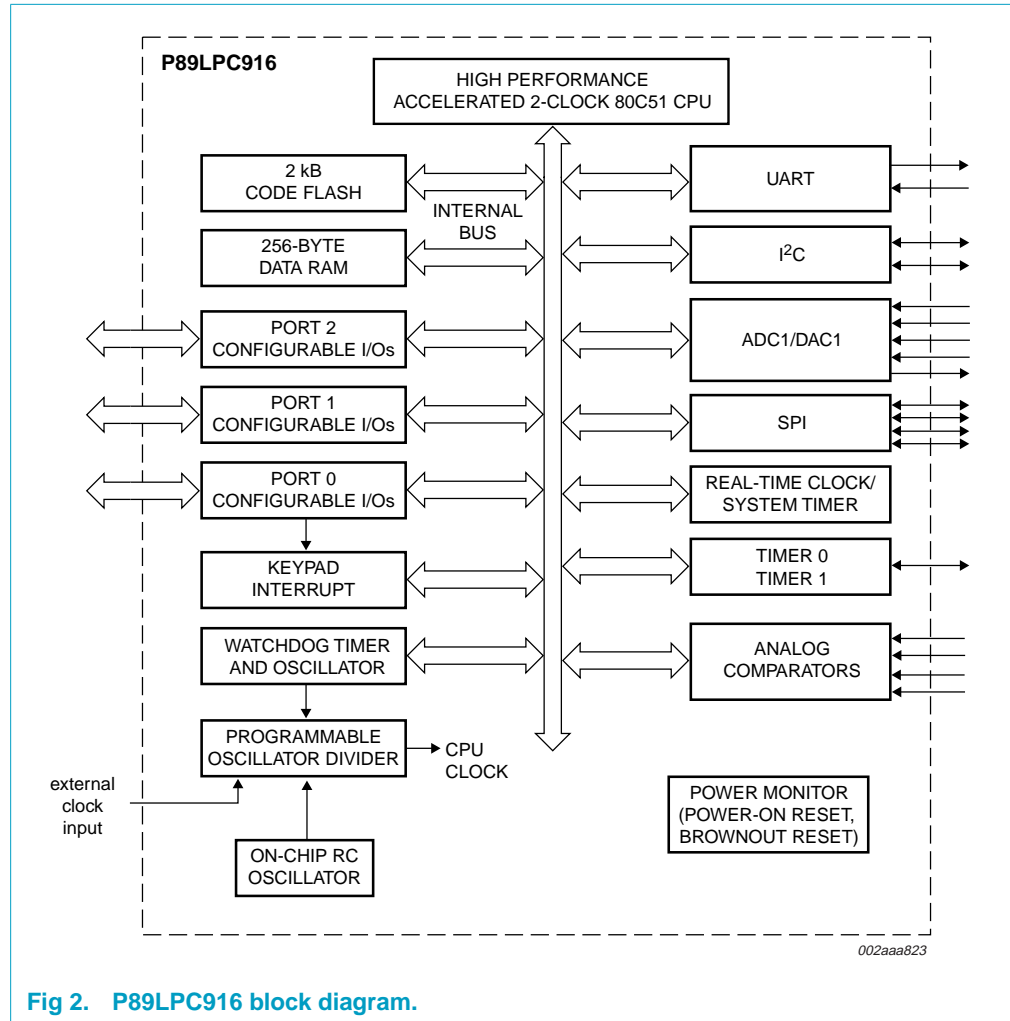 P89LPC916
HIGH PERFORMANCE
ACCELERATED 2-CLOCK 80C51 CPU
2 kB
CODE FLASH
INTERNAL
BUS
256-BYTE
DATA RAM
PORT 2
CONFIGURABLE I/Os
PORT 1
CONFIGURABLE I/Os
PORT 0
CONFIGURABLE I/Os
KEYPAD
INTERRUPT
WATCHDOG TIMER
AND OSCILLATOR
PROGRAMMABLE
OSCILLATOR DIVIDER
CPU
CLOCK
external
clock
input
ON-CHIP RC
OSCILLATOR
UART
I²C
ADC1/DAC1
SPI
REAL-TIME CLOCK/
SYSTEM TIMER
TIMER 0
TIMER 1
ANALOG
COMPARATORS
POWER MONITOR
(POWER-ON RESET,
BROWNOUT RESET)
002aaa823
Fig 2. P89LPC916 block diagram.